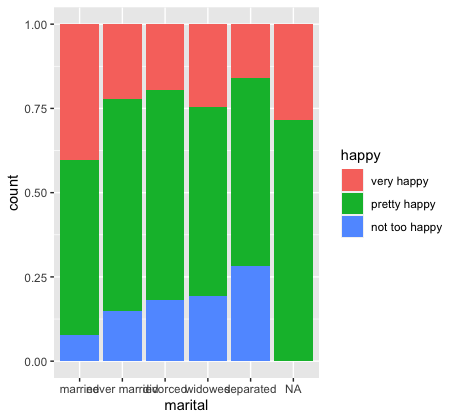 1.00
0.75
0.50
0.25
0.00
count
married never married divorced widowed separated NA
marital
happy
very happy
pretty happy
not too happy